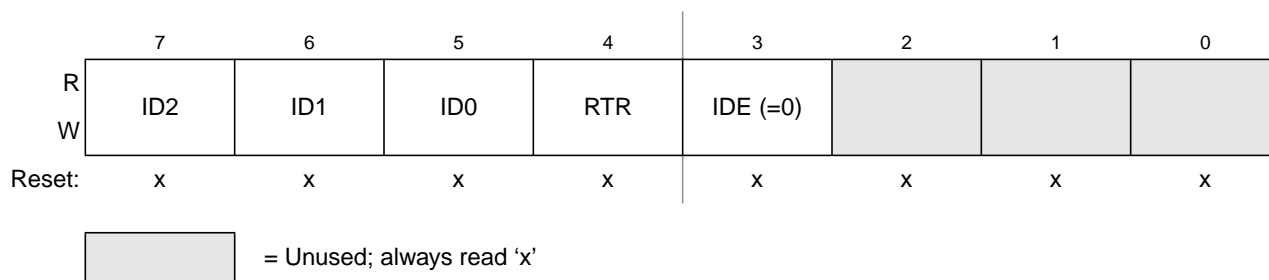 7 6 5 4 3 2 1 0
R
W
ID2 ID1 ID0 RTR IDE (=0)
Reset: x x x x x x x x
= Unused; always read ‘x’